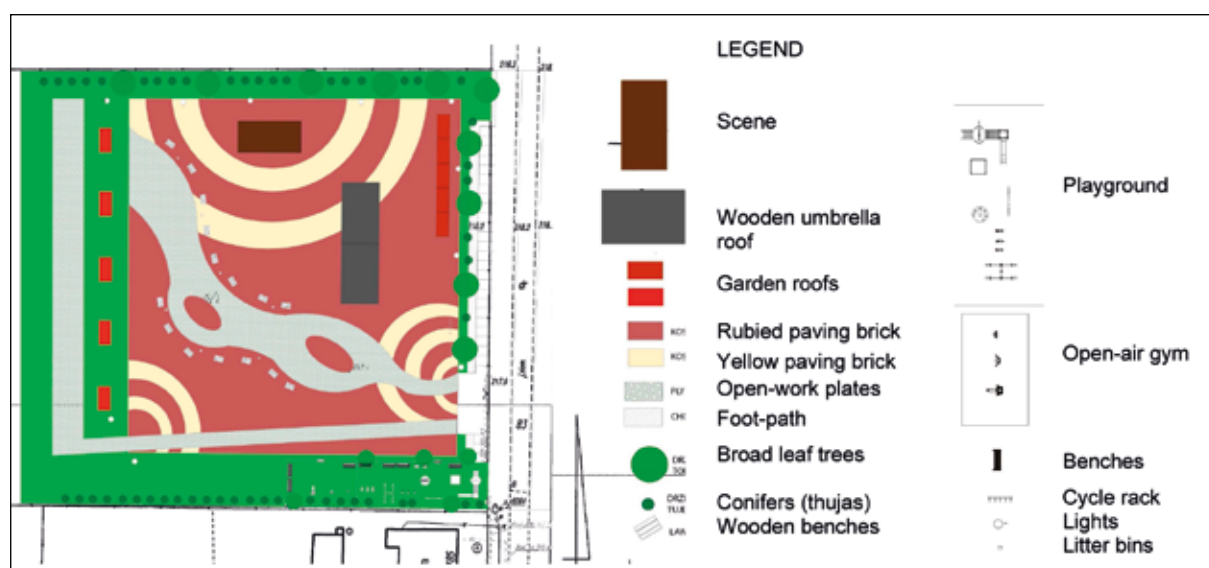 LEGEND
Scene
Wooden umbrella
roof
Garden roofs
Rubied paving brick
Yellow paving brick
Open-work plates
Foot-path
Broad leaf trees
Conifers (thujas)
Wooden benches
Playground
Open-air gym
Benches
Cycle rack
Lights
Litter bins